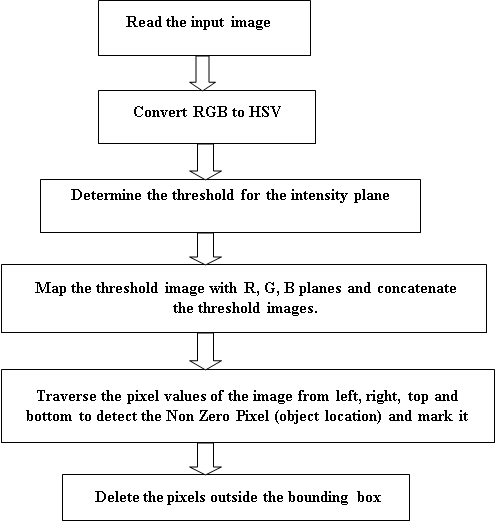 Read the input image
Convert RGB to HSV
Determine the threshold for the intensity plane
Map the threshold image with R, G, B planes and concatenate
the threshold images.
Traverse the pixel values of the image from left, right, top and
bottom to detect the Non Zero Pixel (object location) and mark it
Delete the pixels outside the bounding box